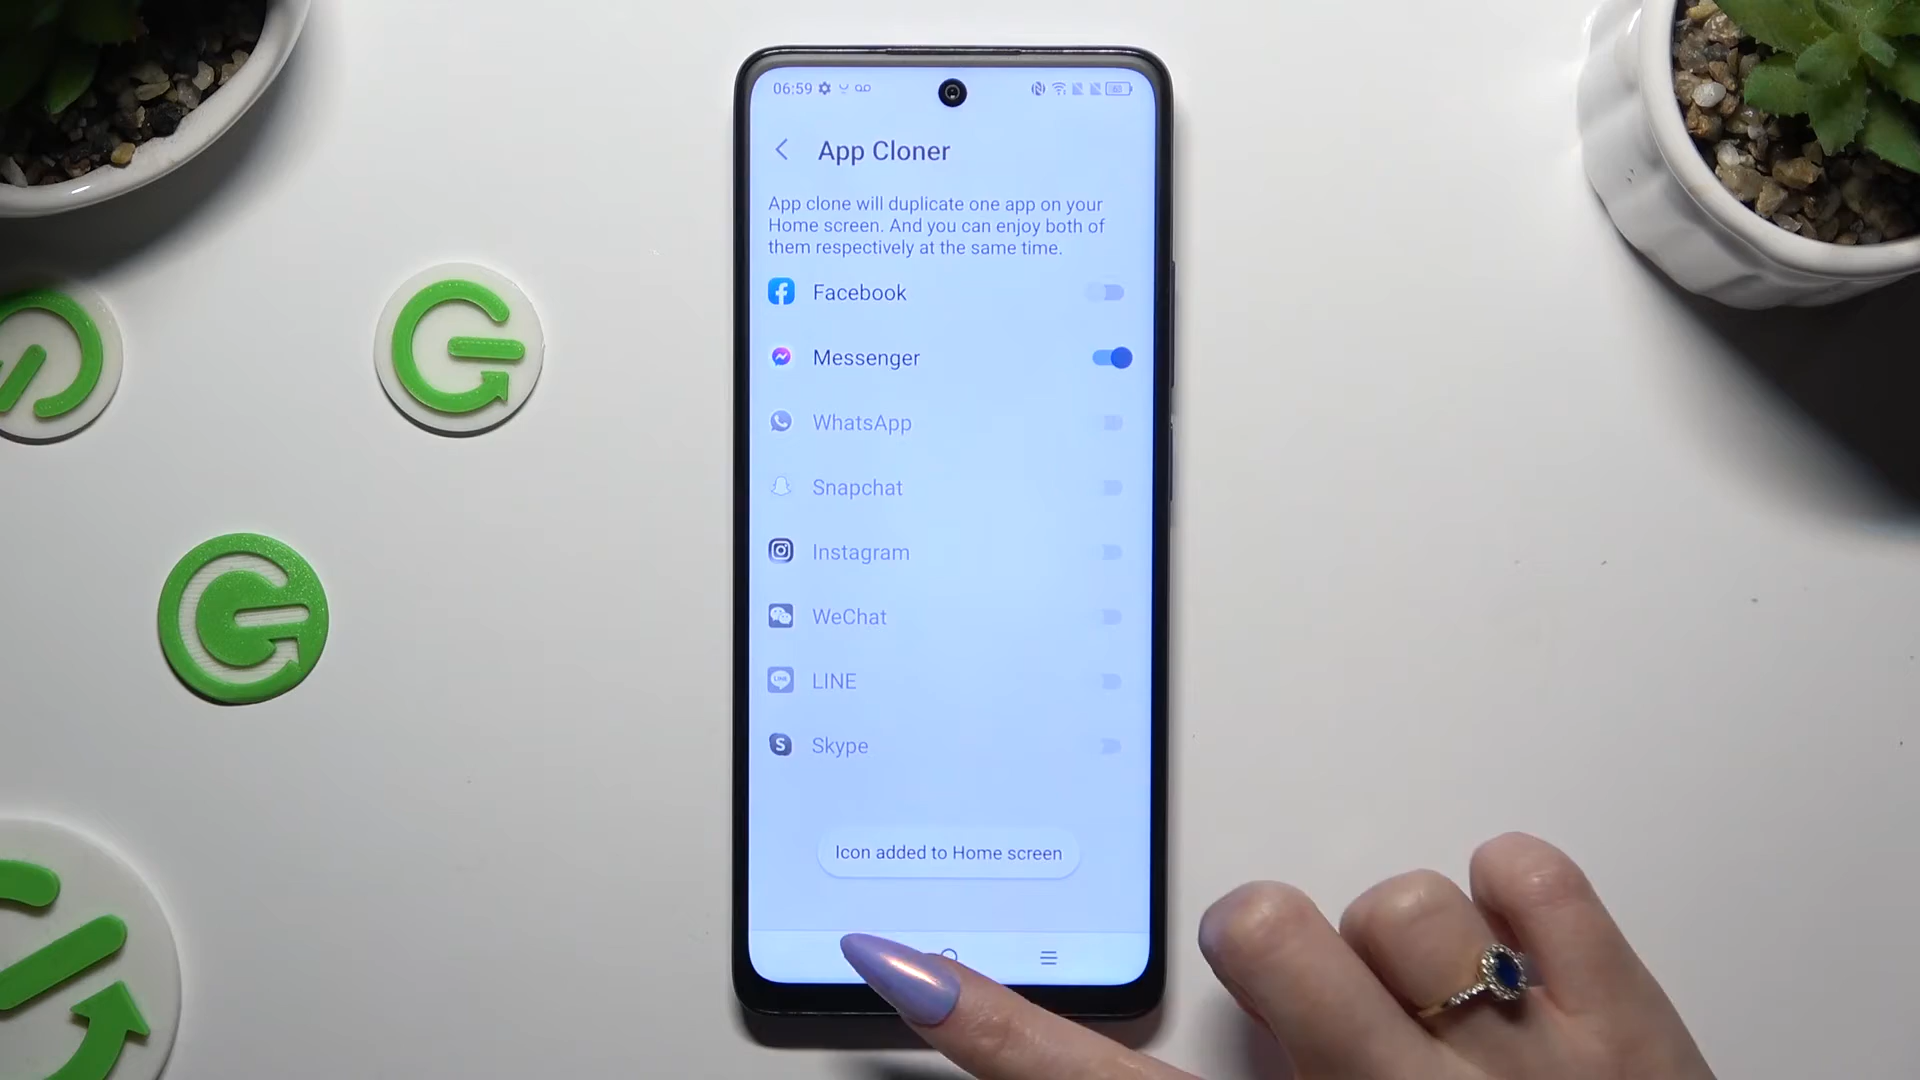 06:59
App Cloner
App clone will duplicate one app on your
Home screen. And you can enjoy both of
them respectively at the same time.
Facebook
Messenger
WhatsApp
Snapchat
Instagram
WeChat
LINE
Skype
Icon added to Home screen